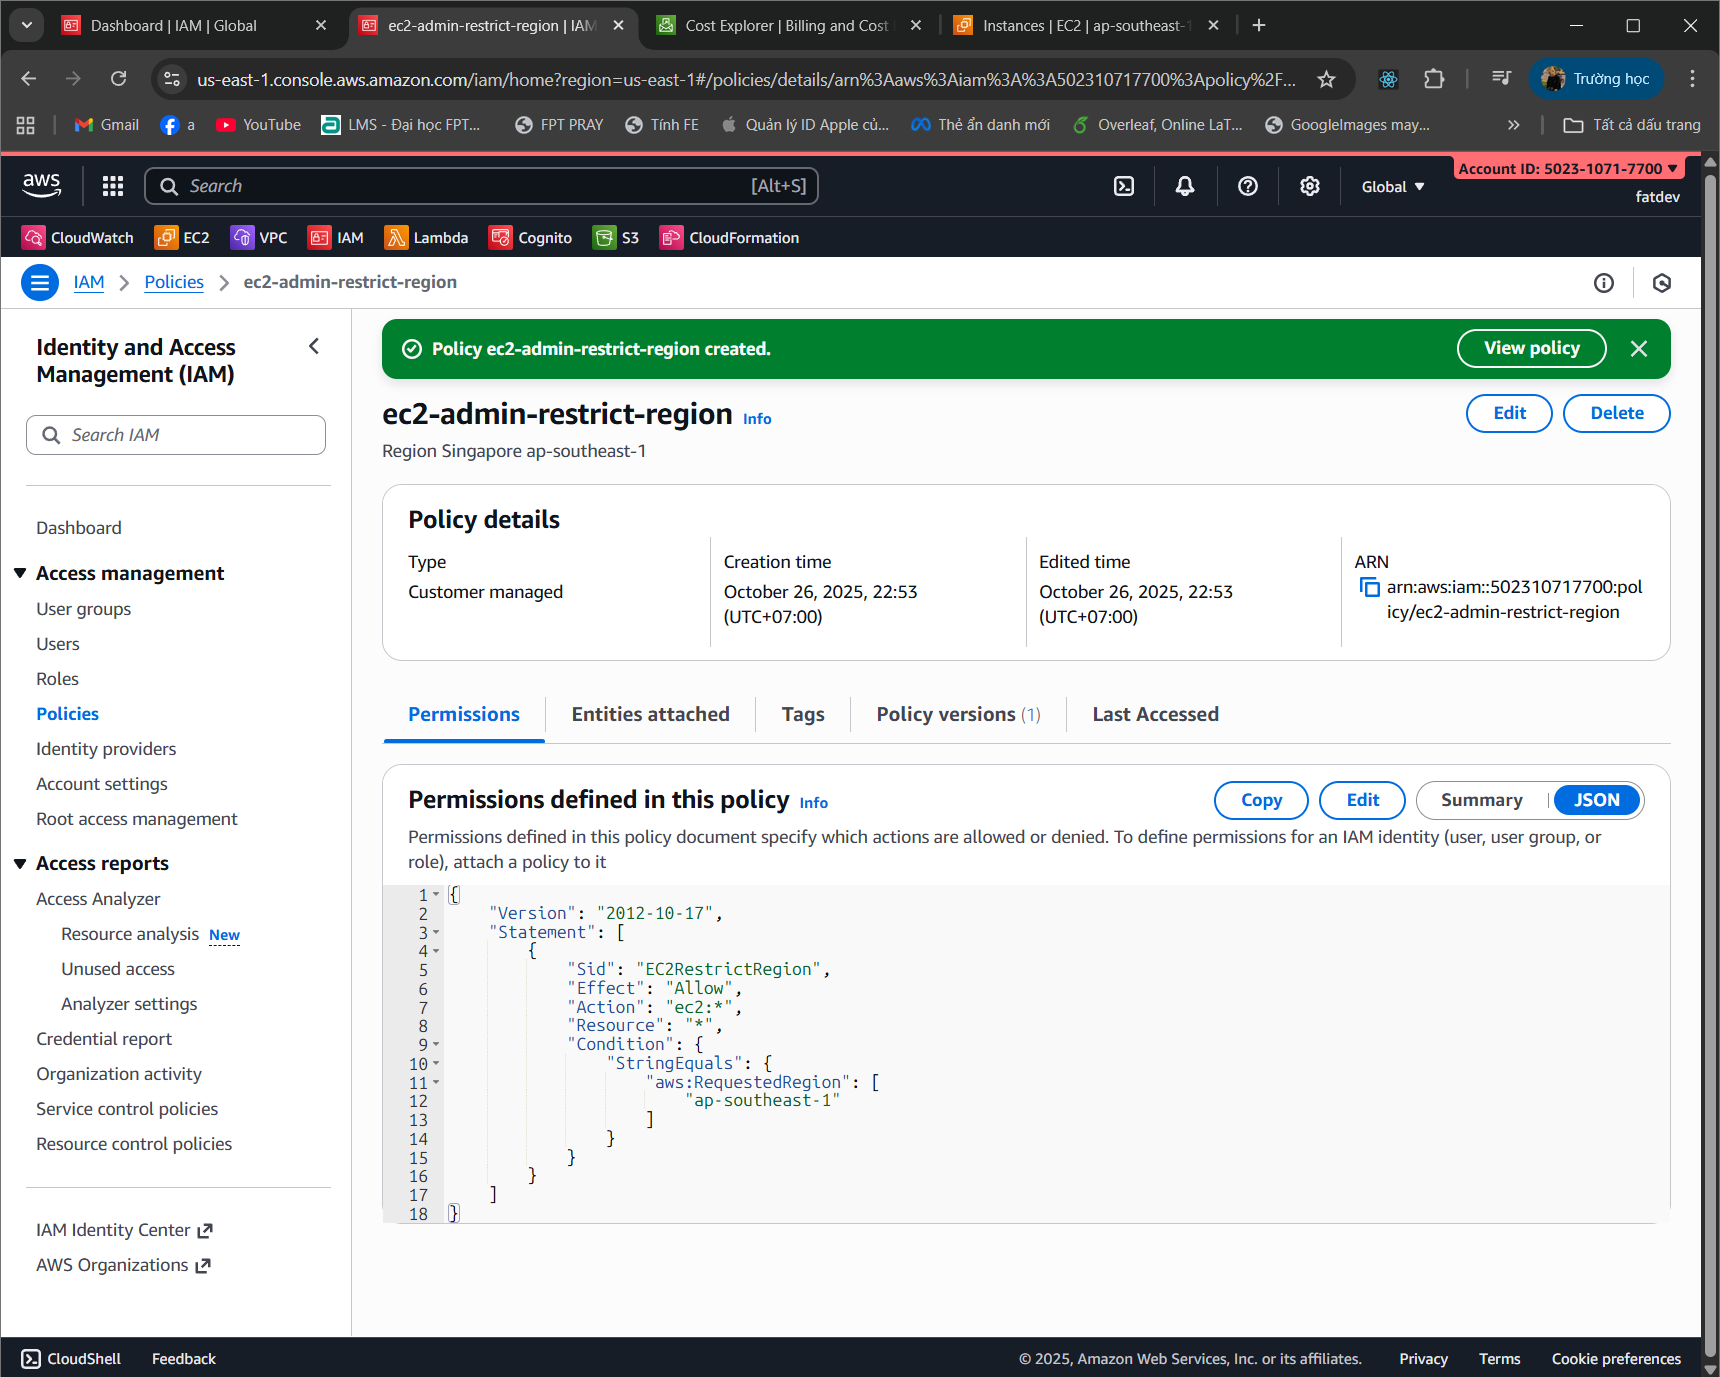 Dashboard | IAM | Global
ec2-admin-restrict-region | IAM
Cost Explorer | Billing and Cost
Instances | EC2 | ap-southeast-1
us-east-1.console.aws.amazon.com/iam/home?region=us-east-1#/policies/details/arn%3Aaws%3Aiam%3A%3A502310717700%3Apolicy%2F...
Trường học
Gmail
a
YouTube
LMS - Đại học FPT...
FPT PRAY
Tính FE
Quản lý ID Apple củ...
Thẻ ẩn danh mới
Overleaf, Online LaT...
GoogleImages may...
»
Tất cả dấu trang
aws
Search
[Alt+S]
Global
Account ID: 5023-1071-7700
fatdev
CloudWatch
EC2
VPC
IAM
Lambda
Cognito
S3
CloudFormation
IAM
Policies
ec2-admin-restrict-region
Identity and Access
Management (IAM)
Search IAM
Dashboard
Access management
User groups
Users
Roles
Policies
Identity providers
Account settings
Root access management
Access reports
Access Analyzer
Resource analysis New
Unused access
Analyzer settings
Credential report
Organization activity
Service control policies
Resource control policies
IAM Identity Center
AWS Organizations
Policy ec2-admin-restrict-region created.
View policy
ec2-admin-restrict-region Info
Edit
Delete
Region Singapore ap-southeast-1
Policy details
Type
Customer managed
Creation time
October 26, 2025, 22:53
(UTC+07:00)
Edited time
October 26, 2025, 22:53
(UTC+07:00)
ARN
arn:aws:iam::502310717700:pol
icy/ec2-admin-restrict-region
Permissions
Entities attached
Tags
Policy versions (1)
Last Accessed
Permissions defined in this policy Info
Copy
Edit
Summary
JSON
Permissions defined in this policy document specify which actions are allowed or denied. To define permissions for an IAM identity (user, user group, or
role), attach a policy to it
1 {
2 "Version": "2012-10-17",
3 "Statement": [
4 {
5 "Sid": "EC2RestrictRegion",
6 "Effect": "Allow",
7 "Action": "ec2:*",
8 "Resource": "*",
9 "Condition": {
10 "StringEquals": {
11 "aws:RequestedRegion": [
12 "ap-southeast-1"
13 ]
14 }
15 }
16 }
17 ]
18 }
CloudShell
Feedback
© 2025, Amazon Web Services, Inc. or its affiliates.
Privacy
Terms
Cookie preferences